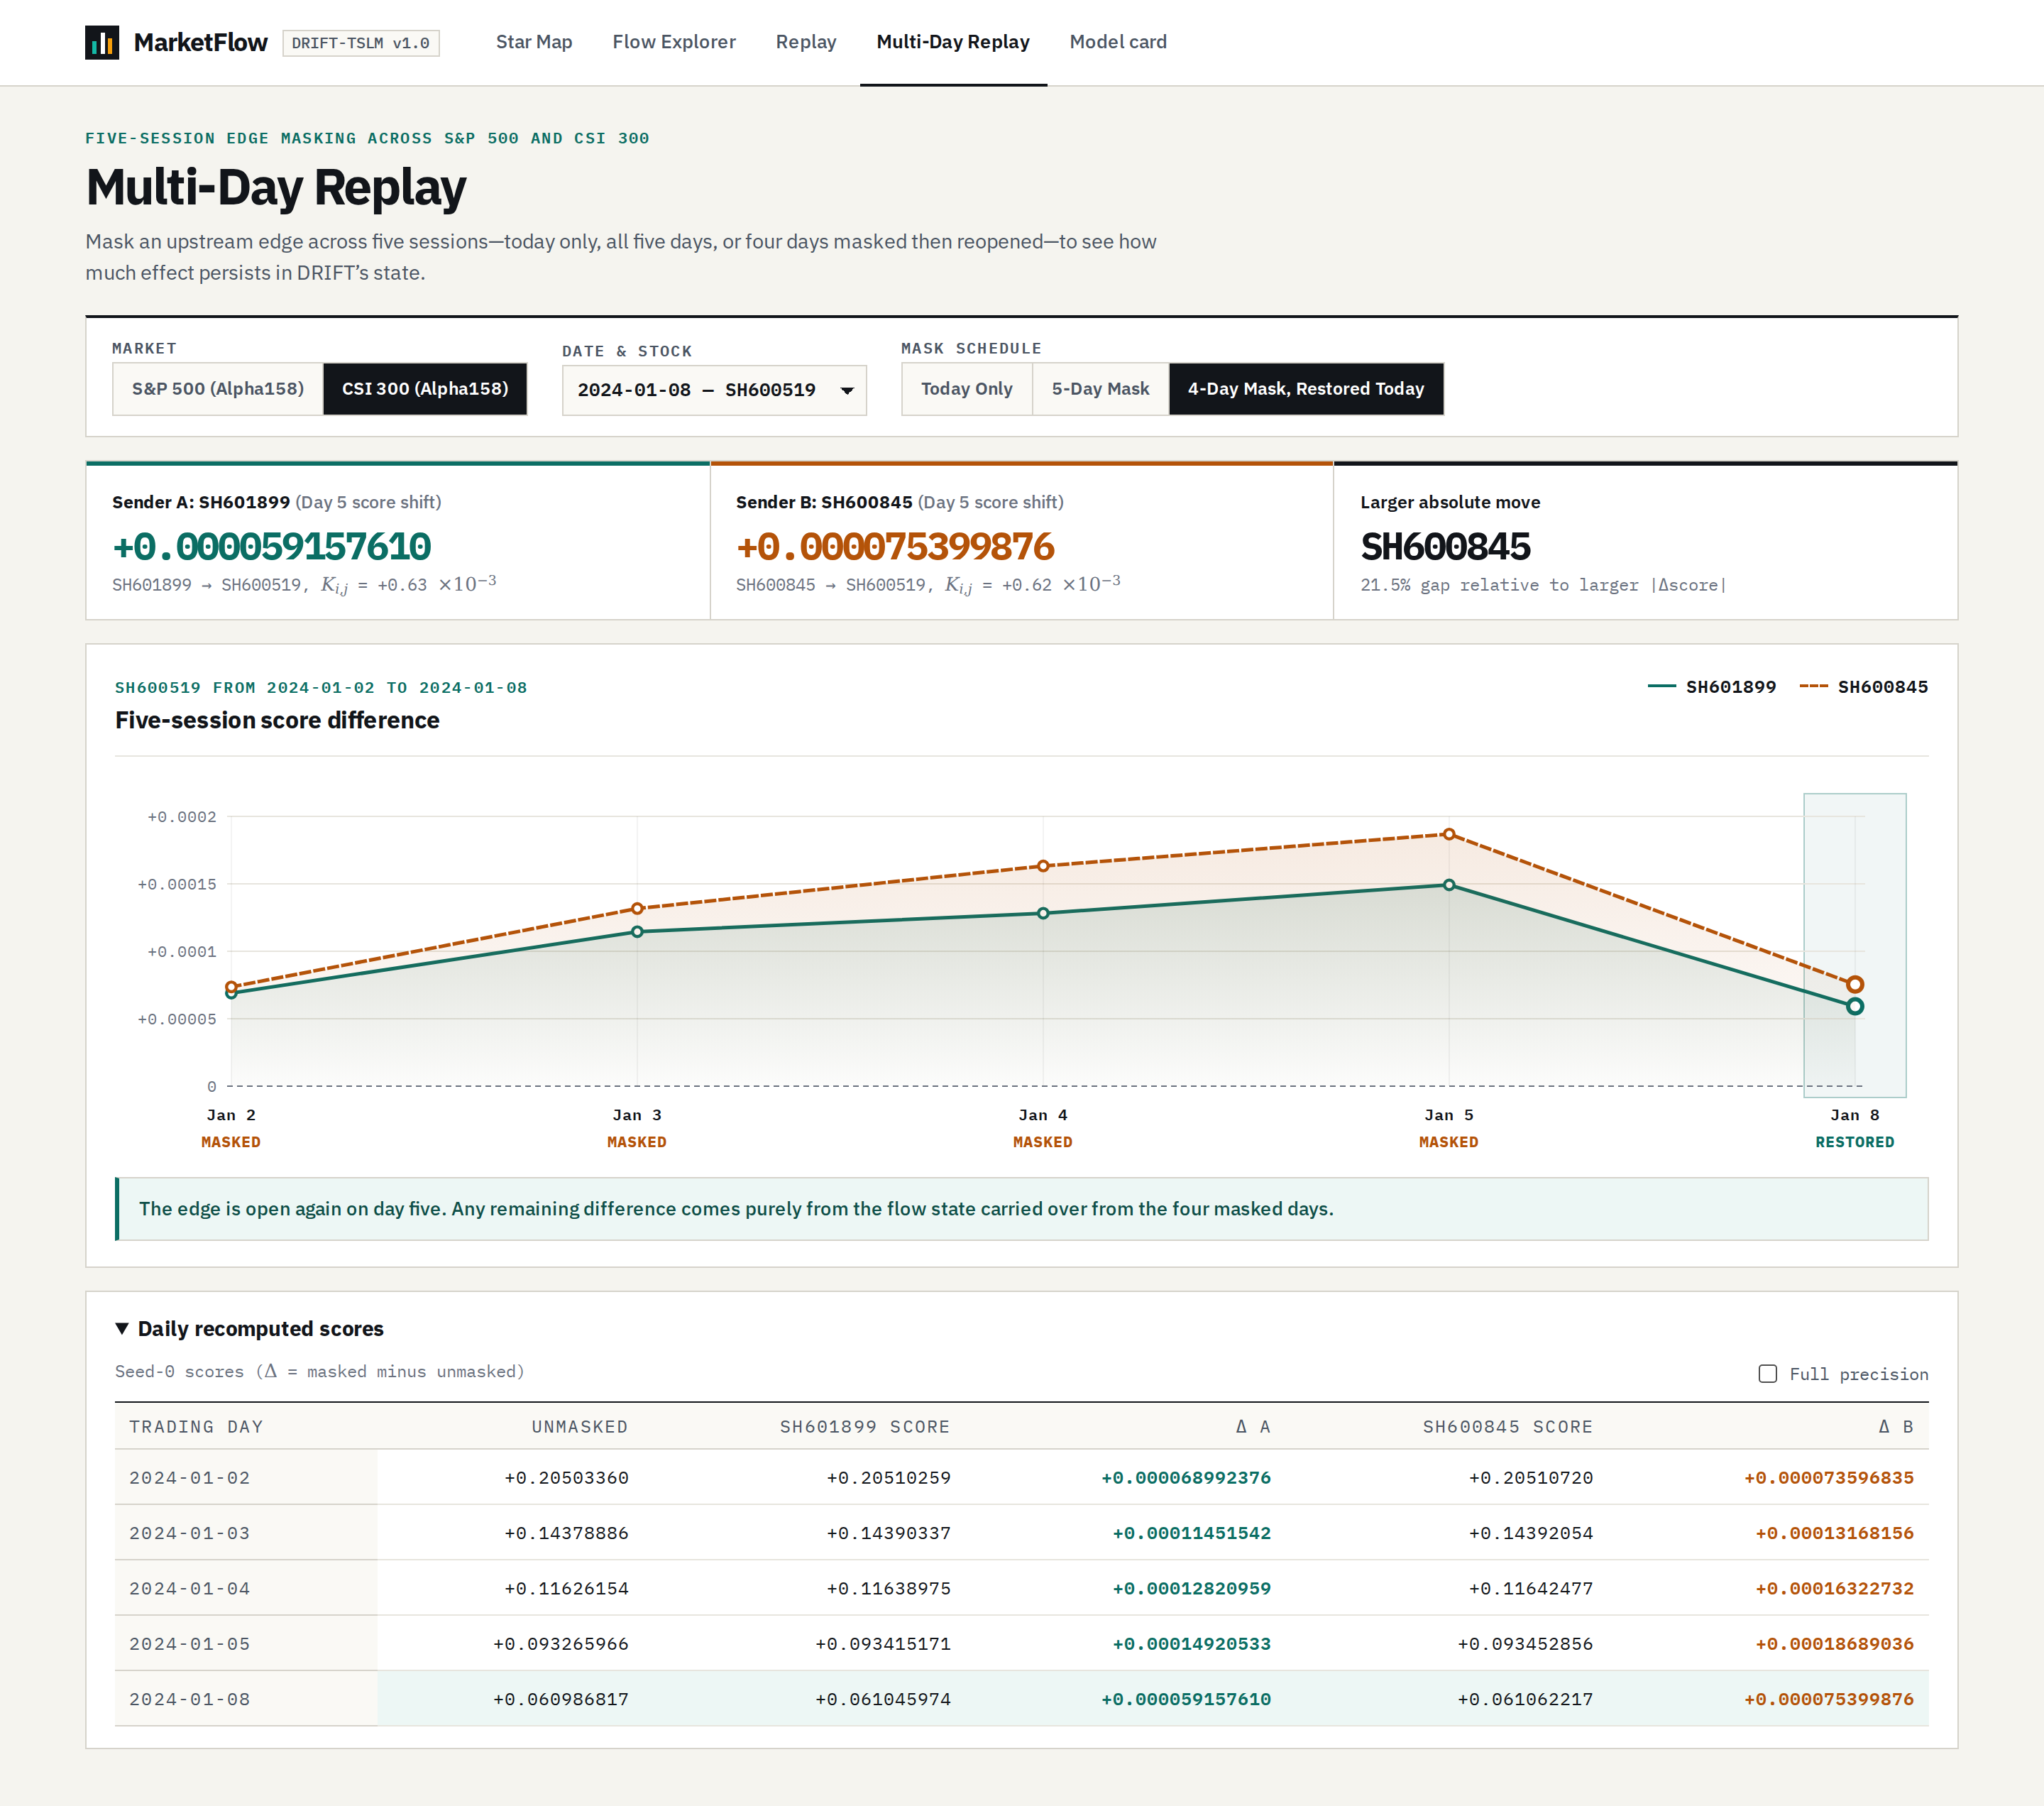 MarketFlow DRIFT-TSLM v1.0 Star Map Flow Explorer Replay Multi-Day Replay Model card
FIVE-SESSION EDGE MASKING ACROSS S&P 500 AND CSI 300
Multi-Day Replay
Mask an upstream edge across five sessions—today only, all five days, or four days masked then reopened—to see how
much effect persists in DRIFT’s state.
MARKET
S&P 500 (Alpha158) CSI 300 (Alpha158)
DATE & STOCK
2024-01-08 — SH600519
MASK SCHEDULE
Today Only 5-Day Mask 4-Day Mask, Restored Today
Sender A: SH601899 (Day 5 score shift)
+0.000059157610
SH601899 → SH600519, K_{i,j} = +0.63 ×10⁻³
Sender B: SH600845 (Day 5 score shift)
+0.000075399876
SH600845 → SH600519, K_{i,j} = +0.62 ×10⁻³
Larger absolute move
SH600845
21.5% gap relative to larger |Δscore|
SH600519 FROM 2024-01-02 TO 2024-01-08
Five-session score difference
SH601899 SH600845
+0.0002
+0.00015
+0.0001
+0.00005
0
Jan 2 Jan 3 Jan 4 Jan 5 Jan 8
MASKED MASKED MASKED MASKED RESTORED
The edge is open again on day five. Any remaining difference comes purely from the flow state carried over from the four masked days.
▼ Daily recomputed scores
Seed-0 scores (Δ = masked minus unmasked)
Full precision
TRADING DAY UNMASKED SH601899 SCORE Δ A SH600845 SCORE Δ B
2024-01-02 +0.20503360 +0.20510259 +0.000068992376 +0.20510720 +0.000073596835
2024-01-03 +0.14378886 +0.14390337 +0.00011451542 +0.14392054 +0.00013168156
2024-01-04 +0.11626154 +0.11638975 +0.00012820959 +0.11642477 +0.00016322732
2024-01-05 +0.093265966 +0.093415171 +0.00014920533 +0.093452856 +0.00018689036
2024-01-08 +0.060986817 +0.061045974 +0.000059157610 +0.061062217 +0.000075399876